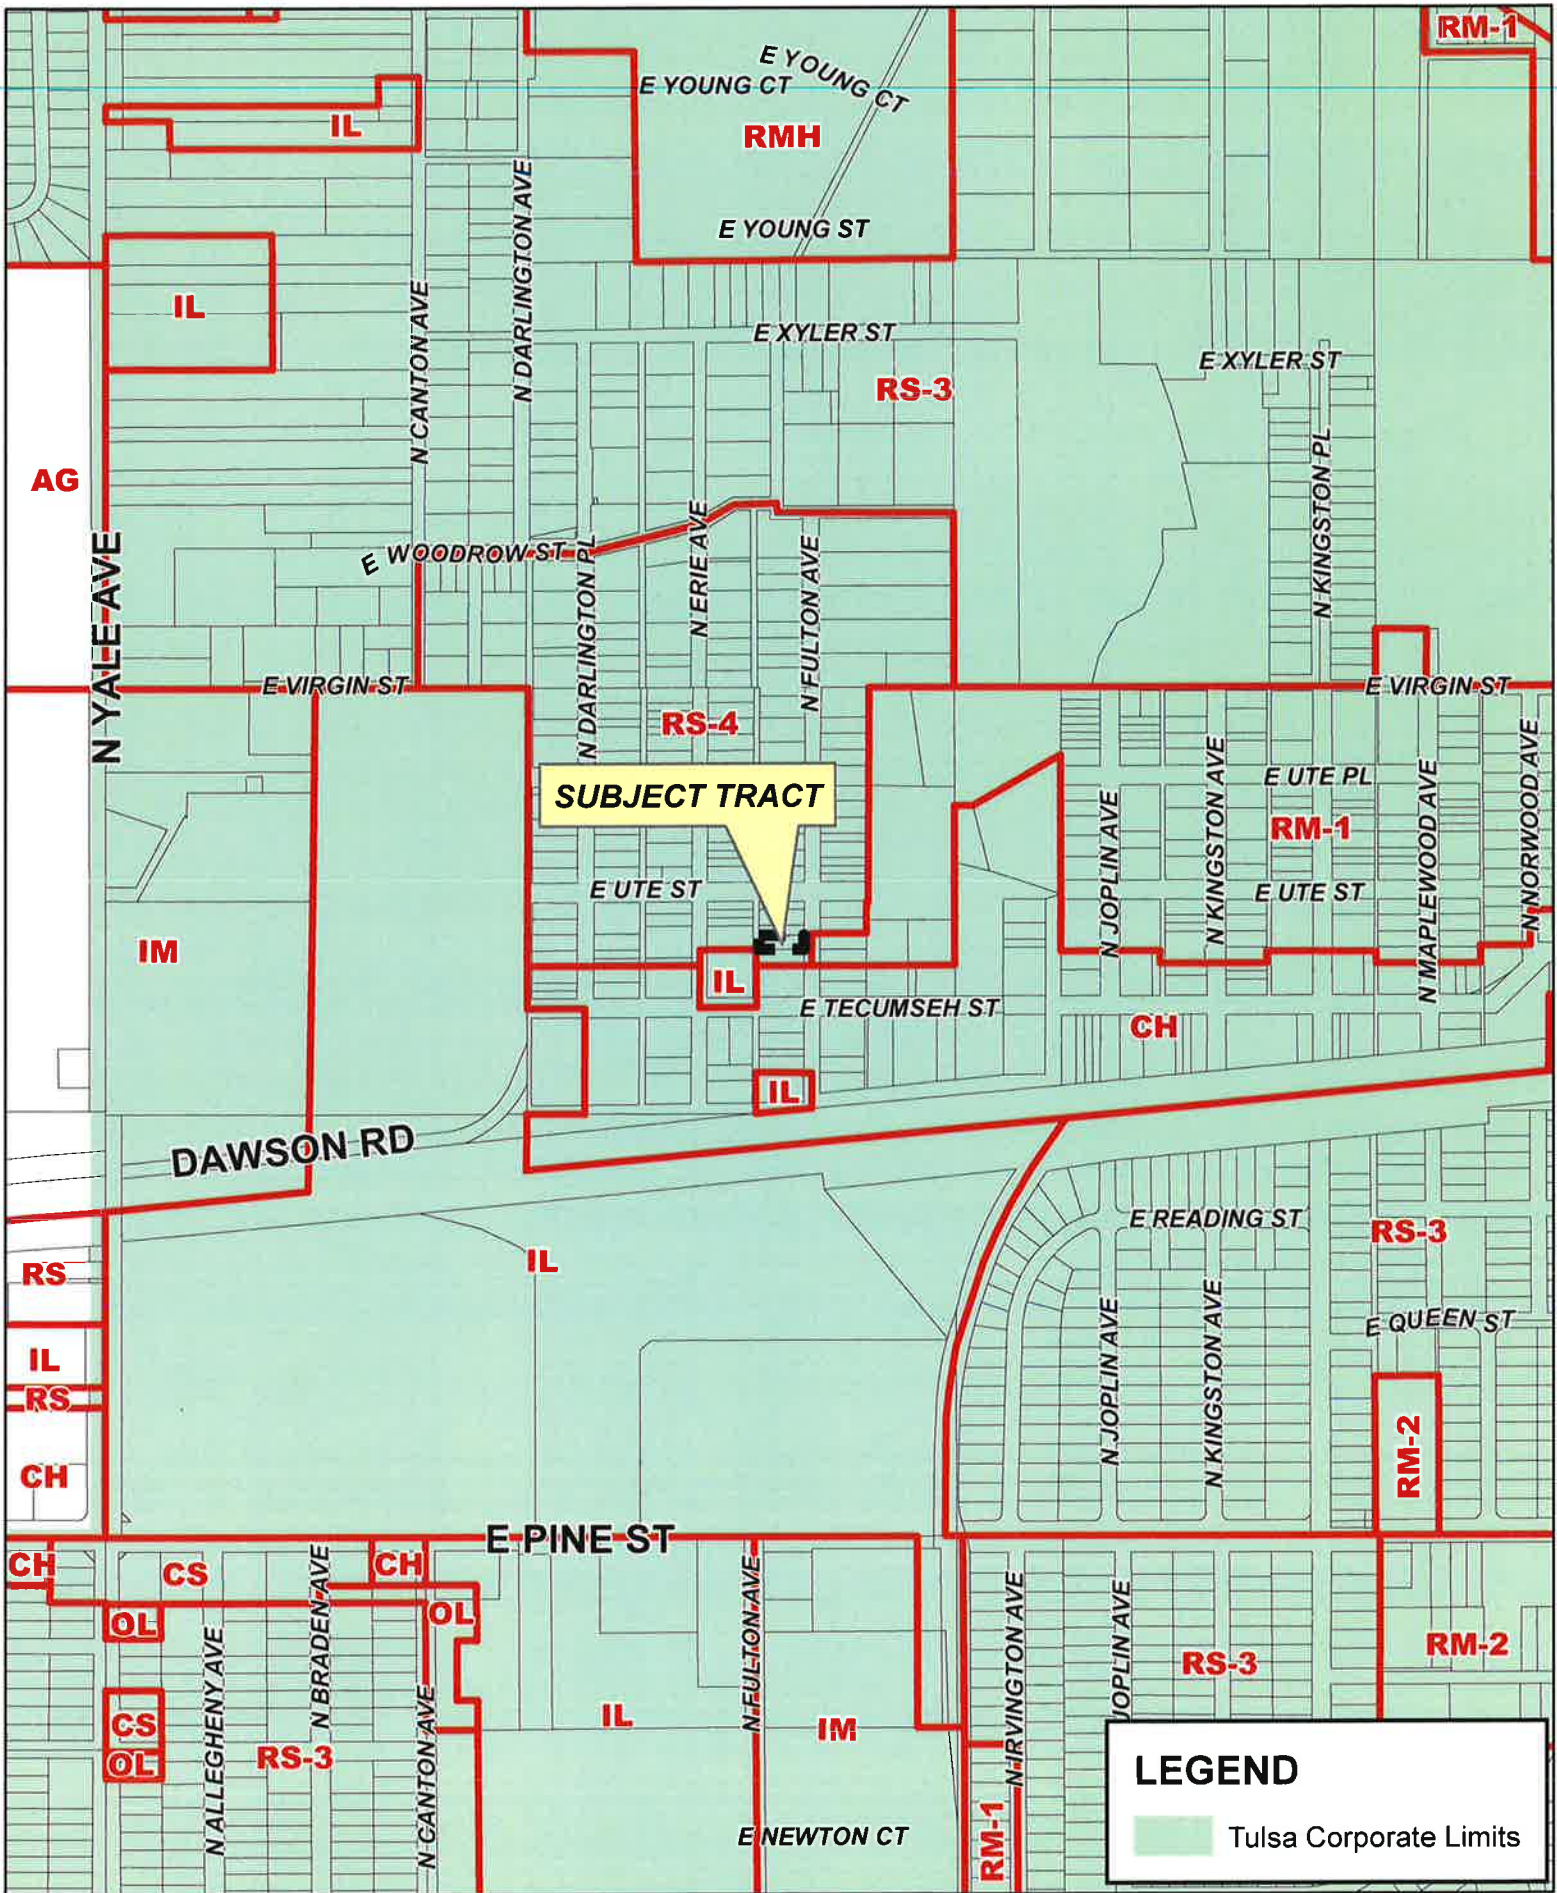 RM-1
E YOUNG CT
E YOUNG CT
IL
RMH
E YOUNG ST
N DARLINGTON AVE
IL
N CANTON AVE
E XYLER ST
E XYLER ST
RS-3
AG
N KINGSTON PL
N YALE AVE
E WOODROW ST
N DARLINGTON PL
N ERIE AVE
N FULTON AVE
E VIRGIN ST
E VIRGIN ST
RS-4
SUBJECT TRACT
E UTE PL
N JOPLIN AVE
N KINGSTON AVE
RM-1
N MAPLEWOOD AVE
N NORWOOD AVE
E UTE ST
E UTE ST
IM
IL
E TECUMSEH ST
CH
IL
DAWSON RD
E READING ST
RS-3
IL
RS
N JOPLIN AVE
N KINGSTON AVE
E QUEEN ST
IL
RS
RM-2
CH
E PINE ST
CH
CS
N BRADEN AVE
CH
OL
OL
N ALLEGHENY AVE
N FULTON AVE
N IRVINGTON AVE
JOPLIN AVE
RS-3
RM-2
CS
OL
RS-3
N CANTON AVE
IL
IM
E NEWTON CT
RM-1
LEGEND
Tulsa Corporate Limits